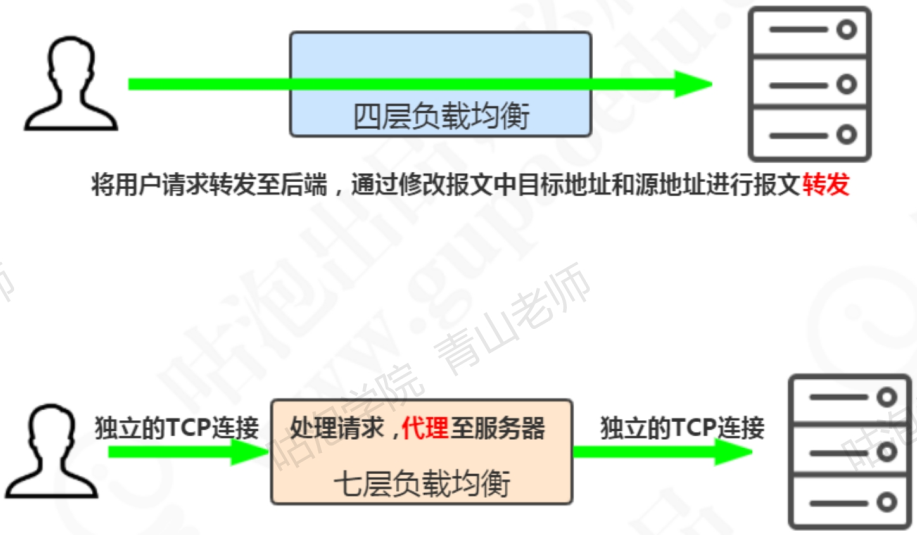 四层负载均衡
将用户请求转发至后端，通过修改报文中目标地址和源地址进行报文转发
咕泡出品
www.gupaoedu.c
咕泡学院 青山老师
独立的TCP连接
处理请求，代理至服务器
独立的TCP连接
七层负载均衡